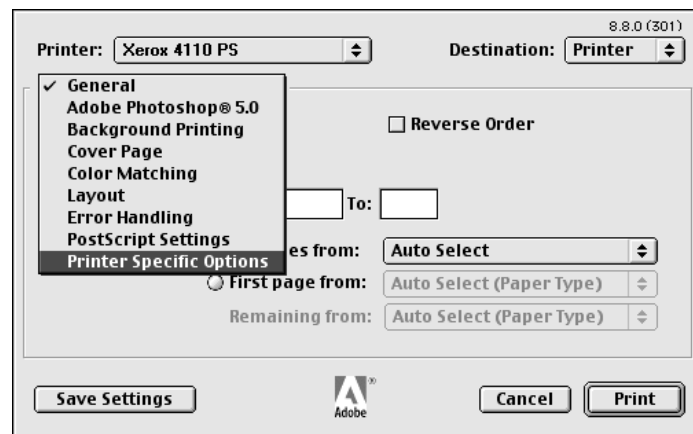 8.8.0 (301)
Printer: Xerox 4110 PS Destination: Printer
✓ General
Adobe Photoshop® 5.0
Background Printing
Reverse Order
Cover Page
Color Matching
Layout
To:
Error Handling
PostScript Settings
es from: Auto Select
Printer Specific Options
First page from: Auto Select (Paper Type)
Remaining from: Auto Select (Paper Type)
Save Settings
Adobe ®
Cancel
Print